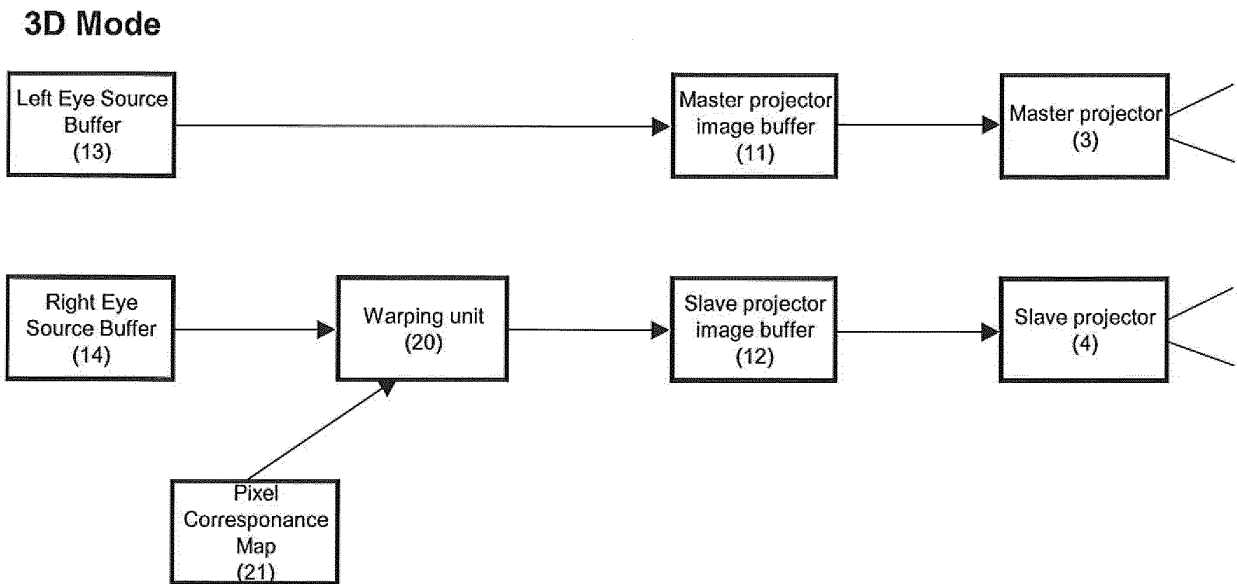 3D Mode
Left Eye Source
Buffer
(13)
Master projector
image buffer
(11)
Master projector
(3)
Right Eye
Source Buffer
(14)
Warping unit
(20)
Slave projector
image buffer
(12)
Slave projector
(4)
Pixel
Corresponance
Map
(21)